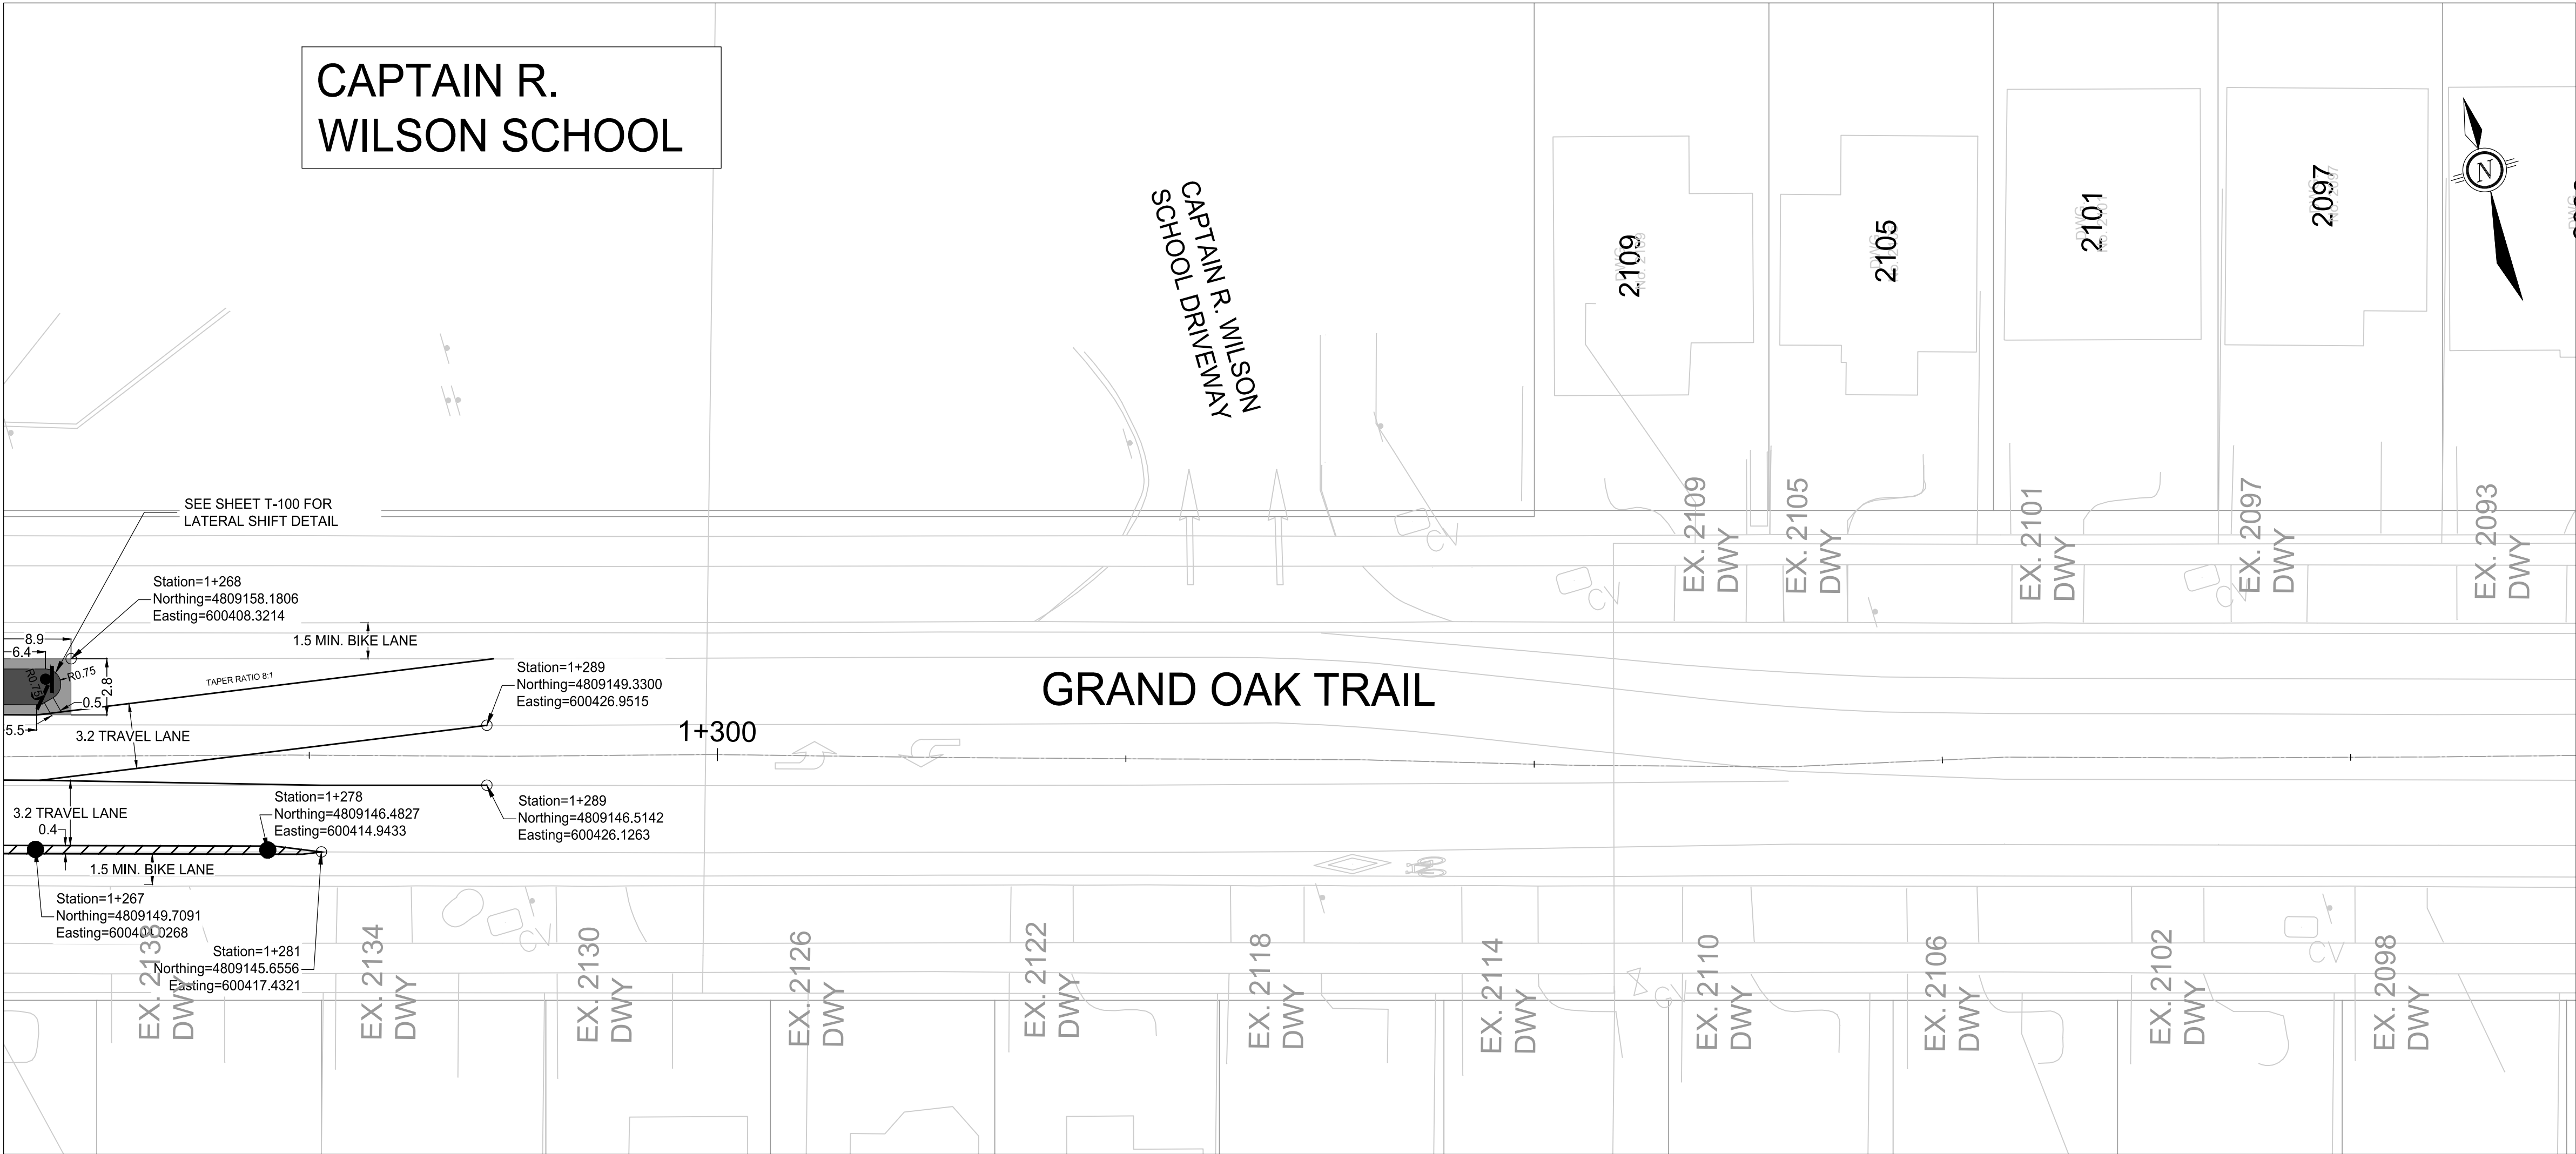 CAPTAIN R.
WILSON SCHOOL
CAPTAIN R. WILSON
SCHOOL DRIVEWAY
2109
2105
2101
2097
N
SEE SHEET T-100 FOR
LATERAL SHIFT DETAIL
Station=1+268
Northing=4809158.1806
Easting=600408.3214
8.9
6.4
R0.75
R0.75
2.8
0.5
5.5
1.5 MIN. BIKE LANE
TAPER RATIO 8:1
3.2 TRAVEL LANE
Station=1+289
Northing=4809149.3300
Easting=600426.9515
GRAND OAK TRAIL
1+300
EX. 2109
DWY
EX. 2105
DWY
EX. 2101
DWY
EX. 2097
DWY
EX. 2093
DWY
CV
CV
CV
3.2 TRAVEL LANE
0.4
Station=1+278
Northing=4809146.4827
Easting=600414.9433
Station=1+289
Northing=4809146.5142
Easting=600426.1263
1.5 MIN. BIKE LANE
Station=1+267
Northing=4809149.7091
Station=1+281
Northing=4809145.6556
Easting=600417.4321
EX. 2138
DWY
EX. 2134
DWY
EX. 2130
DWY
EX. 2126
DWY
EX. 2122
DWY
EX. 2118
DWY
EX. 2114
DWY
EX. 2110
DWY
EX. 2106
DWY
EX. 2102
DWY
EX. 2098
DWY
CV
GV
CV